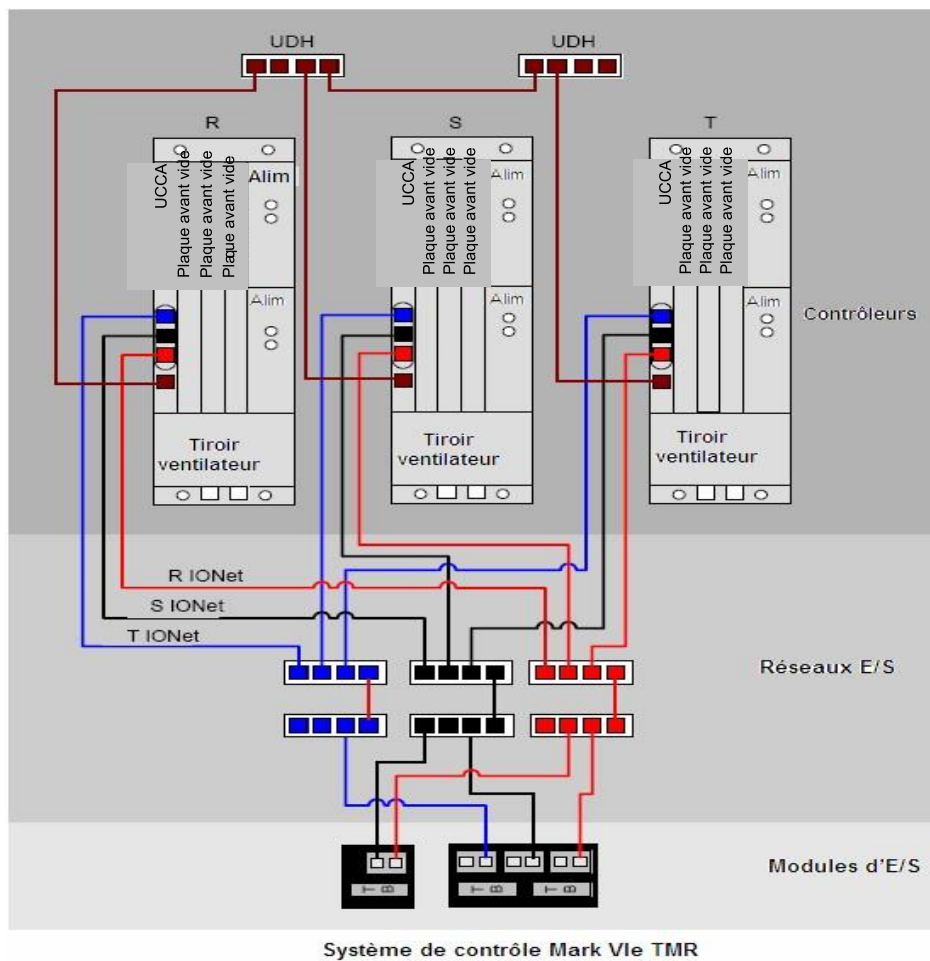 UDH
UDH
R
S
T
UCCA
Plaque avant vide
Plaque avant vide
Plaque avant vide
Alim
UCCA
Plaque avant vide
Plaque avant vide
Plaque avant vide
Alim
UCCA
Plaque avant vide
Plaque avant vide
Plaque avant vide
Alim
Alim
Alim
Alim
Contrôleurs
Tiroir
ventilateur
Tiroir
ventilateur
Tiroir
ventilateur
R IONet
S IONet
T IONet
Réseaux E/S
Modules d'E/S
T B
T B
T B
Système de contrôle Mark VIe TMR